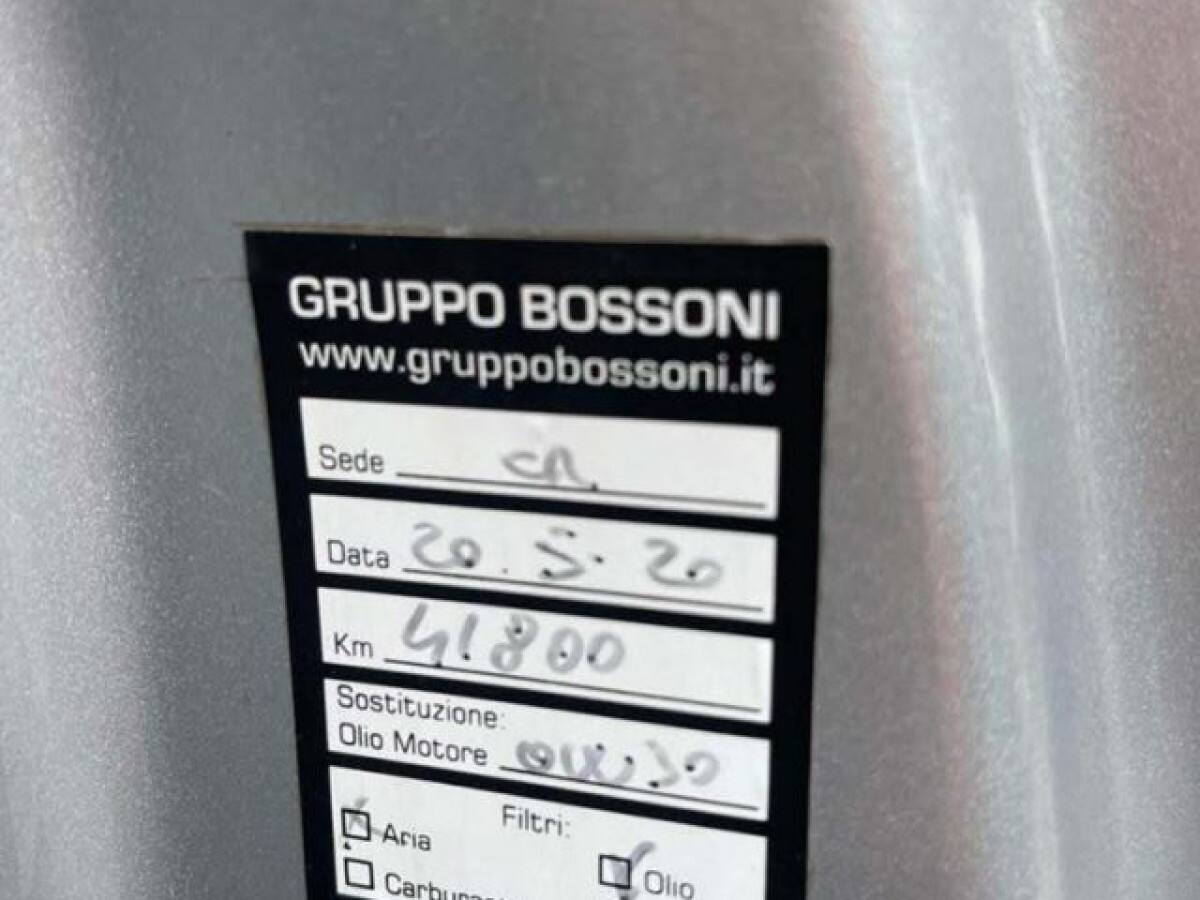 GRUPPO BOSSONI
www.gruppobossoni.it
Sede
Data 20.5.20
Km 41800
Sostituzione:
Olio Motore
Filtri:
Aria
Olio